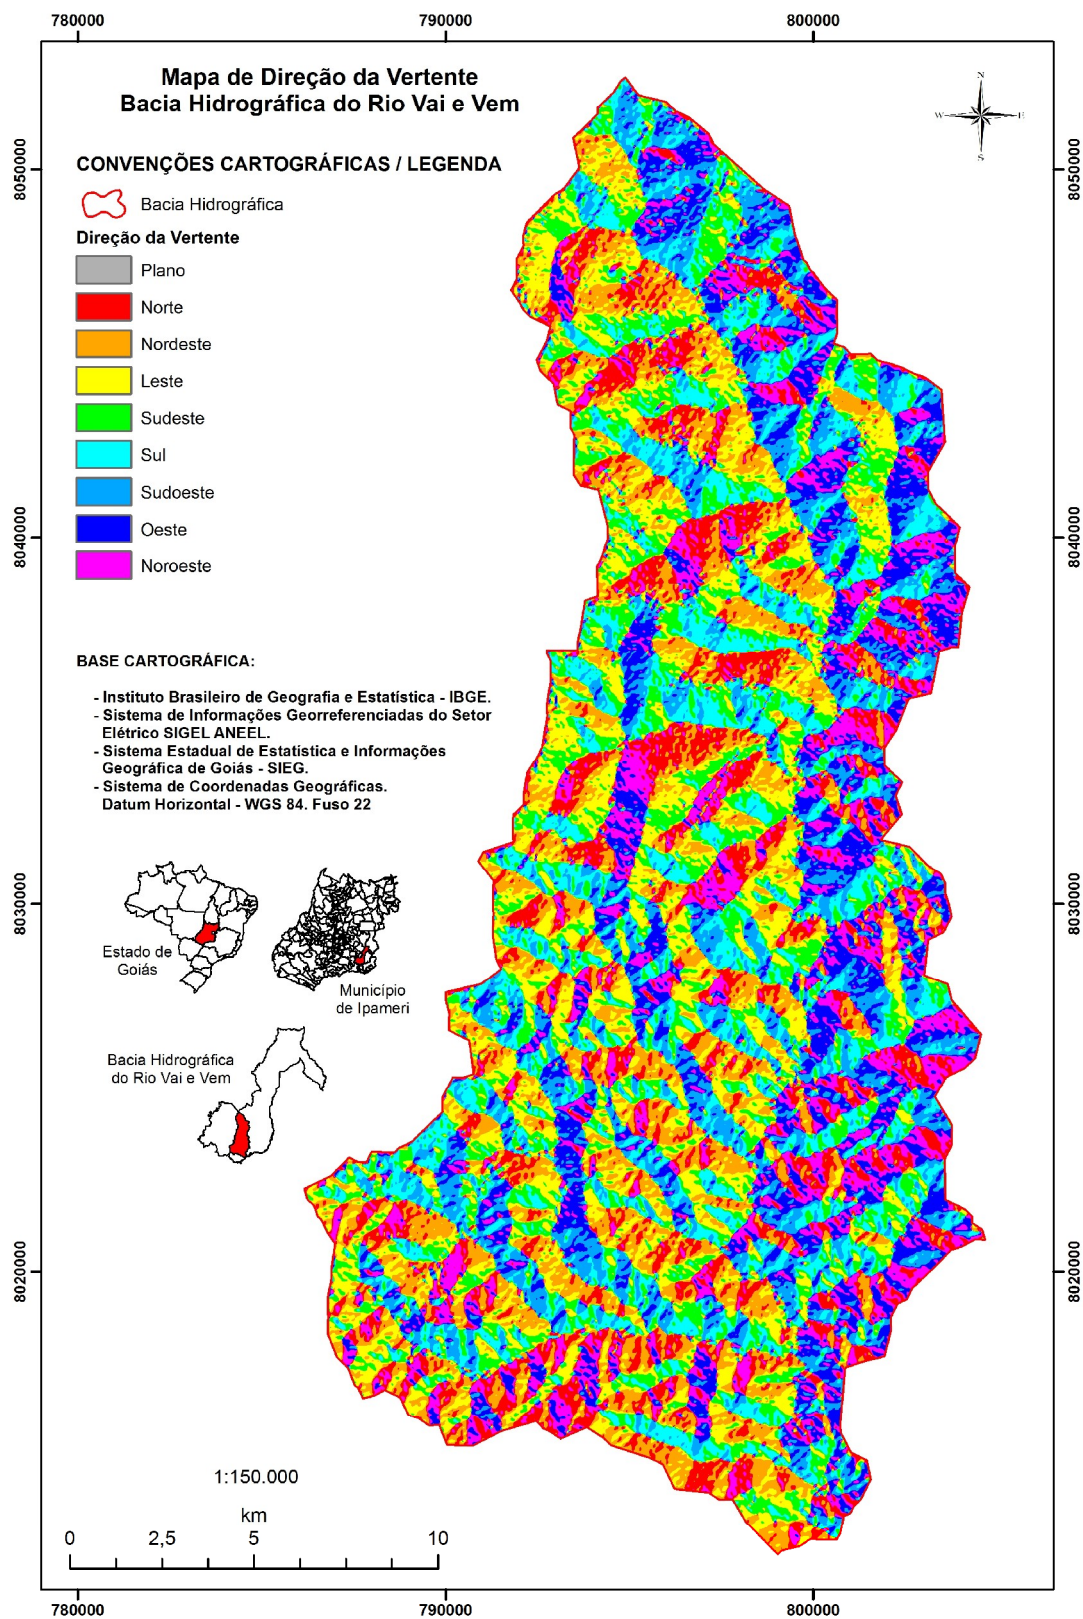 780000
790000
800000
Mapa de Direção da Vertente
Bacia Hidrográfica do Rio Vai e Vem
N
W
E
S
8050000
8050000
CONVENÇÕES CARTOGRÁFICAS / LEGENDA
Bacia Hidrográfica
Direção da Vertente
Plano
Norte
Nordeste
Leste
Sudeste
Sul
Sudoeste
Oeste
Noroeste
8040000
8040000
BASE CARTOGRÁFICA:
- Instituto Brasileiro de Geografia e Estatística - IBGE.
- Sistema de Informações Georreferenciadas do Setor
Elétrico SIGEL ANEEL.
- Sistema Estadual de Estatística e Informações
Geográfica de Goiás - SIEG.
- Sistema de Coordenadas Geográficas.
Datum Horizontal - WGS 84. Fuso 22
8030000
8030000
Estado de
Goiás
Município
de Ipameri
Bacia Hidrográfica
do Rio Vai e Vem
8020000
8020000
1:150.000
km
0
2,5
5
10
780000
790000
800000